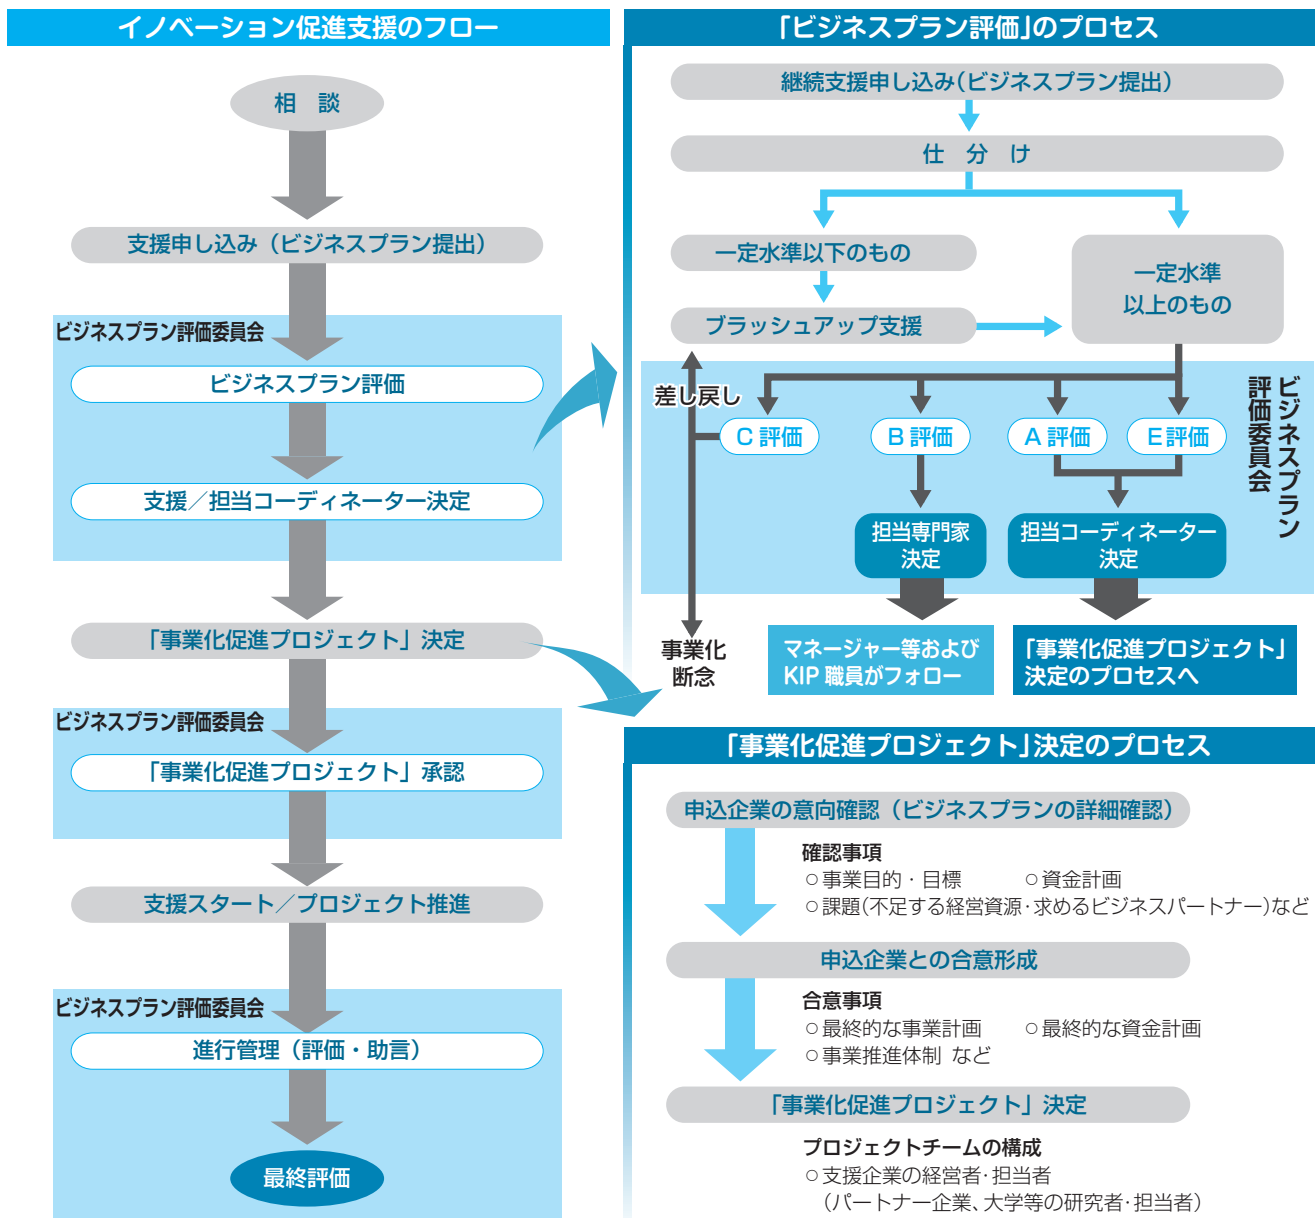 イノベーション促進支援のフロー
相　談
支援申し込み（ビジネスプラン提出）
ビジネスプラン評価委員会
ビジネスプラン評価
支援／担当コーディネーター決定
「事業化促進プロジェクト」決定
ビジネスプラン評価委員会
「事業化促進プロジェクト」承認
支援スタート／プロジェクト推進
ビジネスプラン評価委員会
進行管理（評価・助言）
最終評価
「ビジネスプラン評価」のプロセス
継続支援申し込み（ビジネスプラン提出）
仕　分　け
一定水準以下のもの
一定水準
以上のもの
ブラッシュアップ支援
差し戻し
C 評価
B 評価
A 評価
E評価
ビジネスプラン
評価委員会
担当専門家
決定
担当コーディネーター
決定
事業化
断念
マネージャー等および
KIP 職員がフォロー
「事業化促進プロジェクト」
決定のプロセスへ
「事業化促進プロジェクト」決定のプロセス
申込企業の意向確認（ビジネスプランの詳細確認）
確認事項
○事業目的・目標　○資金計画
○課題（不足する経営資源・求めるビジネスパートナー）など
申込企業との合意形成
合意事項
○最終的な事業計画　○最終的な資金計画
○事業推進体制 など
「事業化促進プロジェクト」決定
プロジェクトチームの構成
○支援企業の経営者・担当者
（パートナー企業、大学等の研究者・担当者）